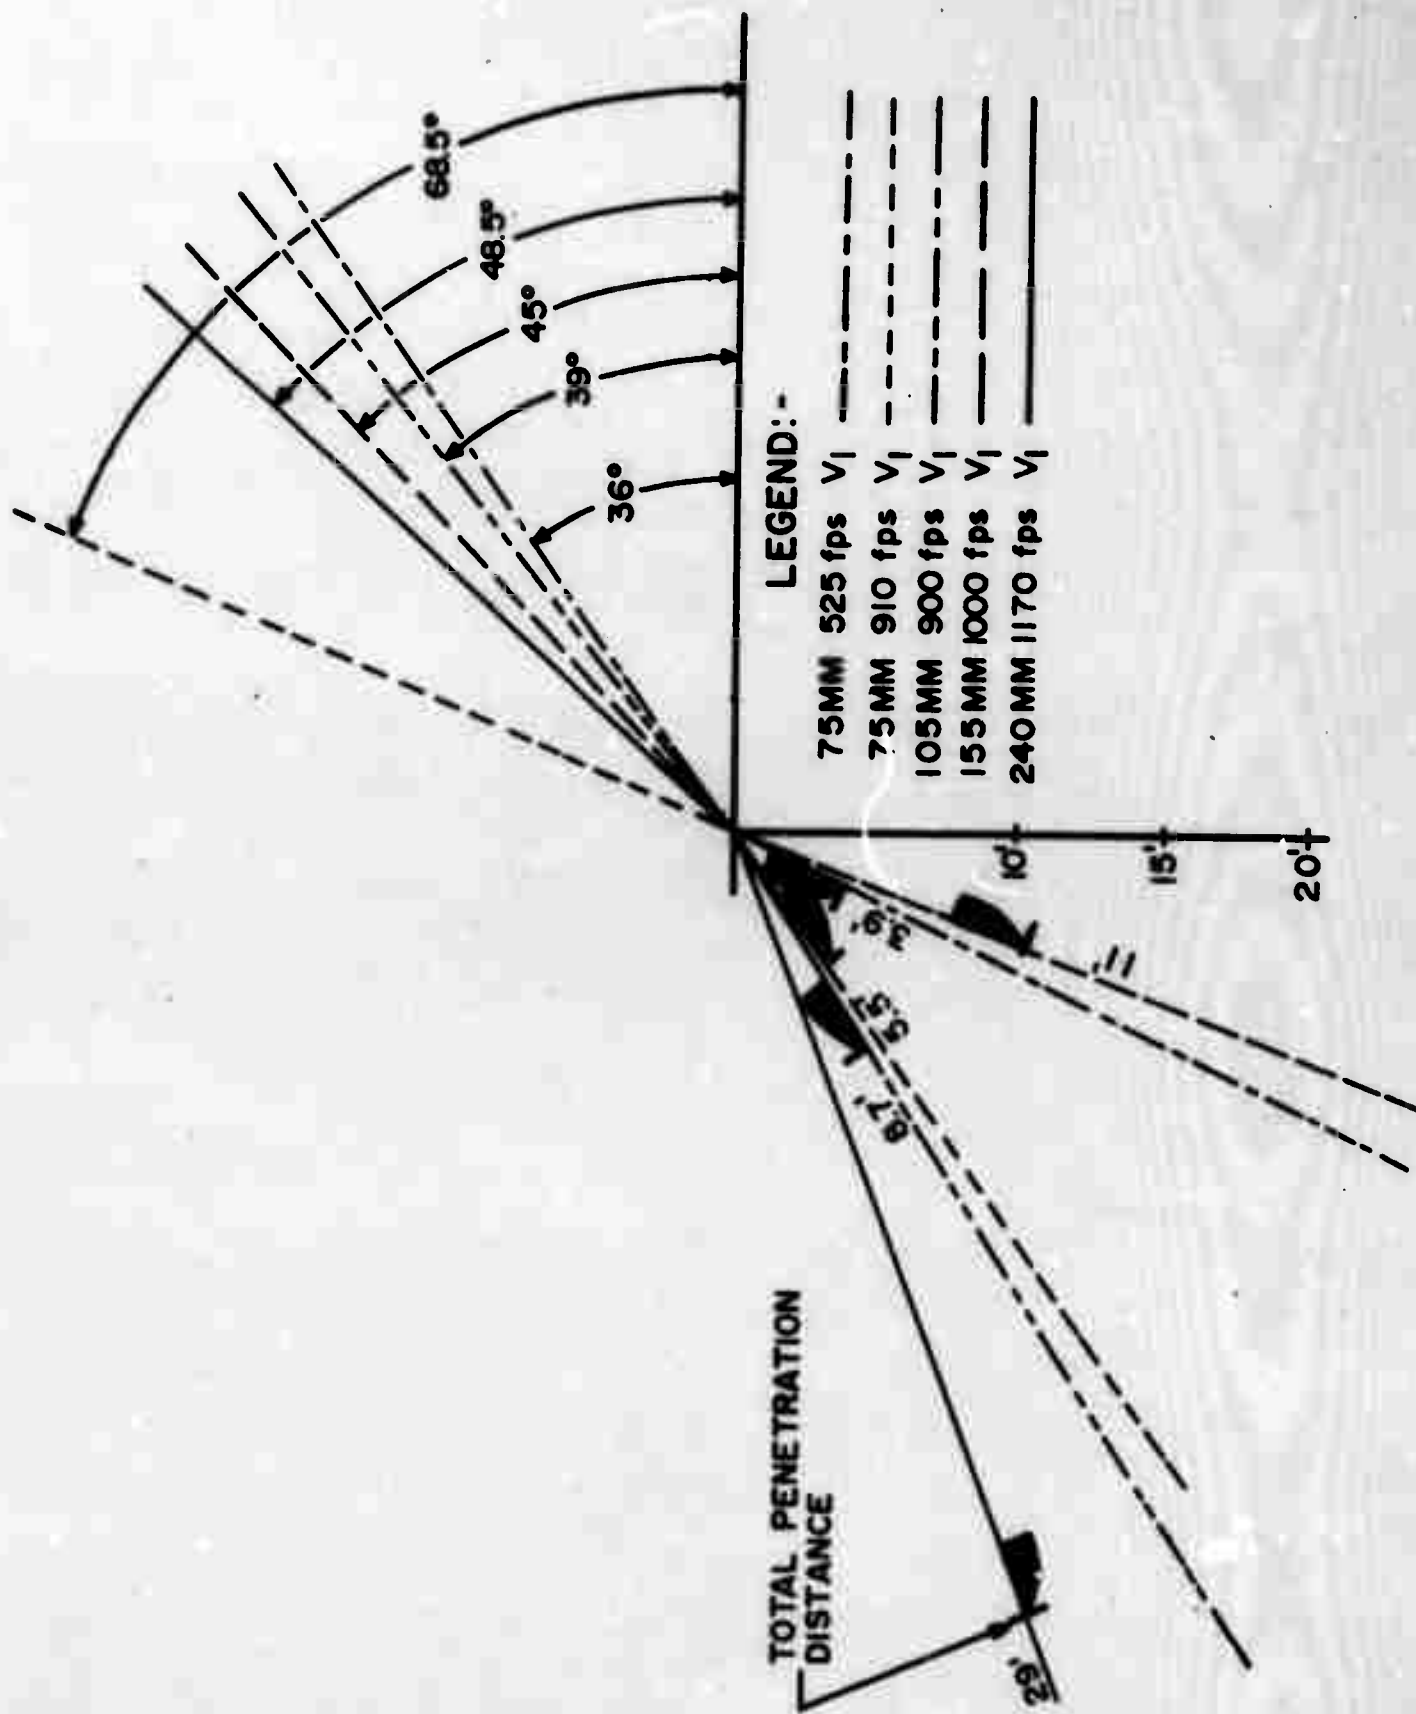 68.5°
48.5°
45°
39°
36°
LEGEND:-
75MM 525 fps V1
75MM 910 fps V1
105MM 900 fps V1
155MM 1000 fps V1
240MM 1170 fps V1
10'
15'
20'
3.9'
11'
5.5'
TOTAL PENETRATION
DISTANCE
29'